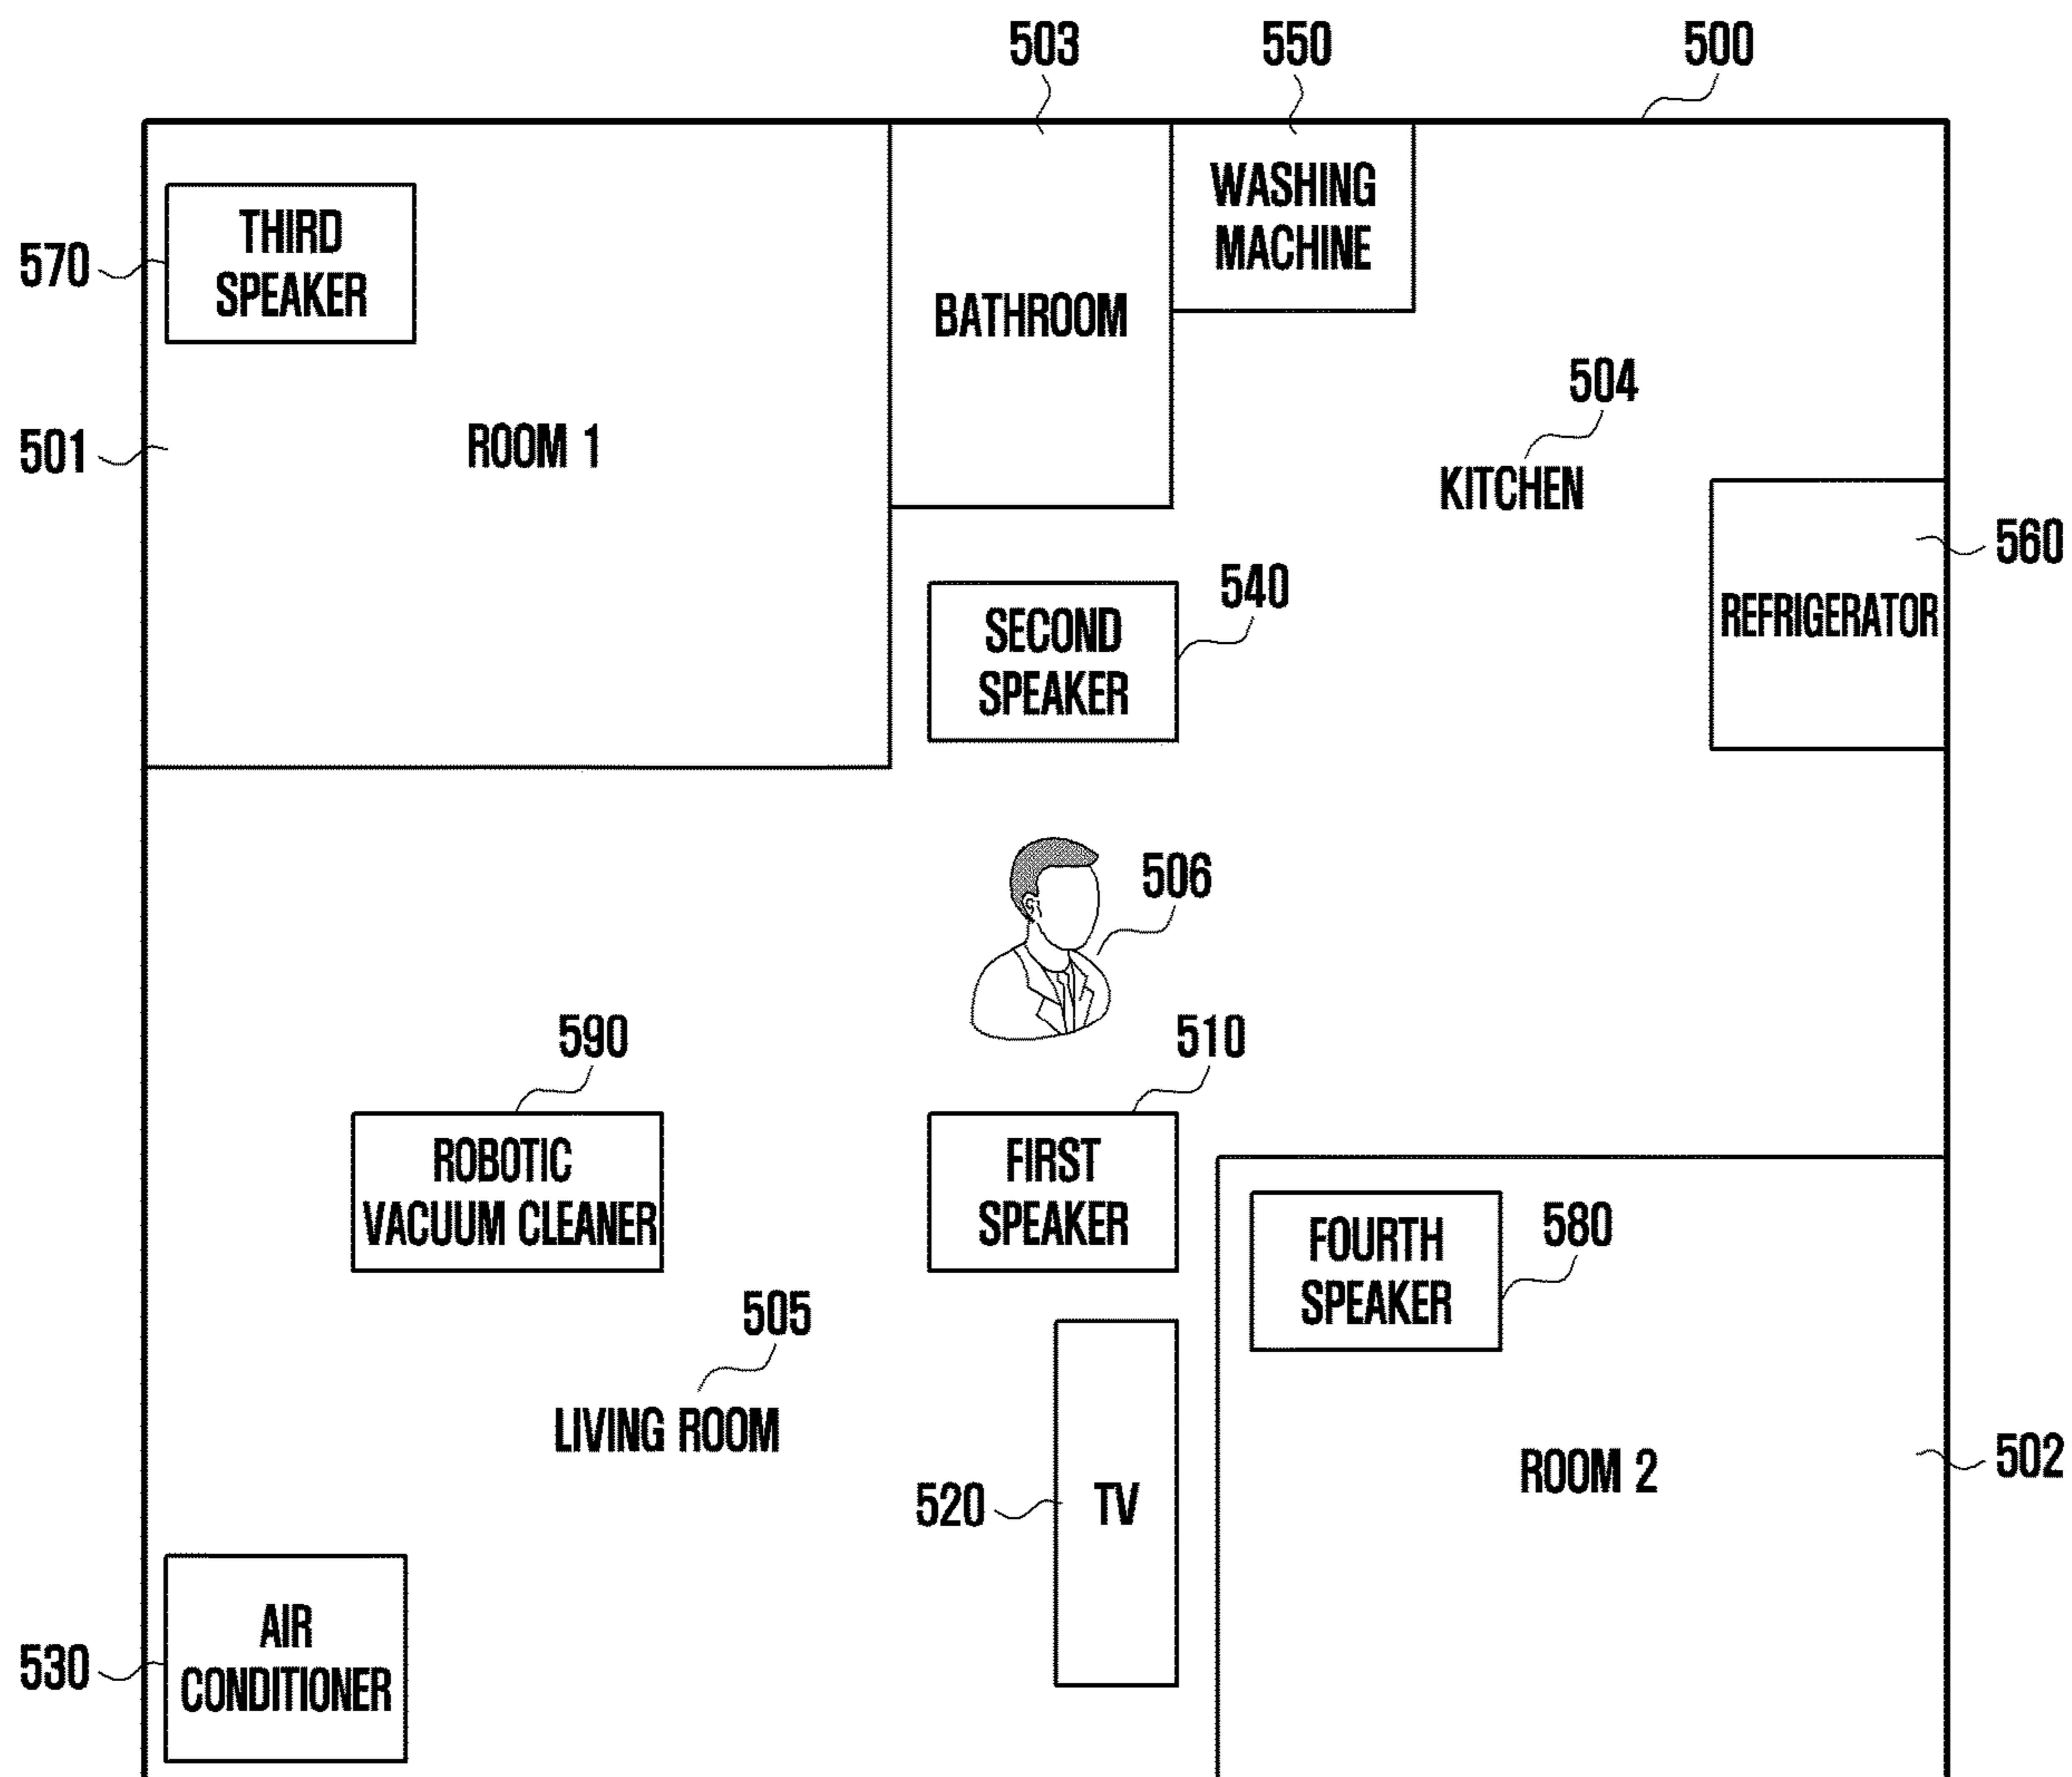 503
550
500
WASHING
MACHINE
THIRD
SPEAKER
570
BATHROOM
504
501
ROOM 1
KITCHEN
560
540
SECOND
SPEAKER
REFRIGERATOR
506
590
510
ROBOTIC
VACUUM CLEANER
FIRST
SPEAKER
FOURTH
SPEAKER
580
505
LIVING ROOM
ROOM 2
502
520
TV
AIR
CONDITIONER
530